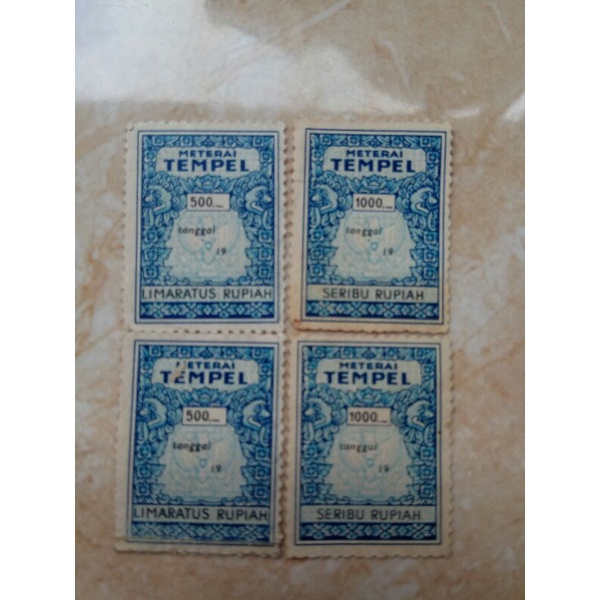 METERAI
TEMPEL
500.—
tanggal
19
LIMARATUS RUPIAH
METERAI
TEMPEL
1000.—
tanggal
19
SERIBU RUPIAH
METERAI
TEMPEL
500.—
tanggal
19
LIMARATUS RUPIAH
METERAI
TEMPEL
1000.—
tanggal
19
SERIBU RUPIAH